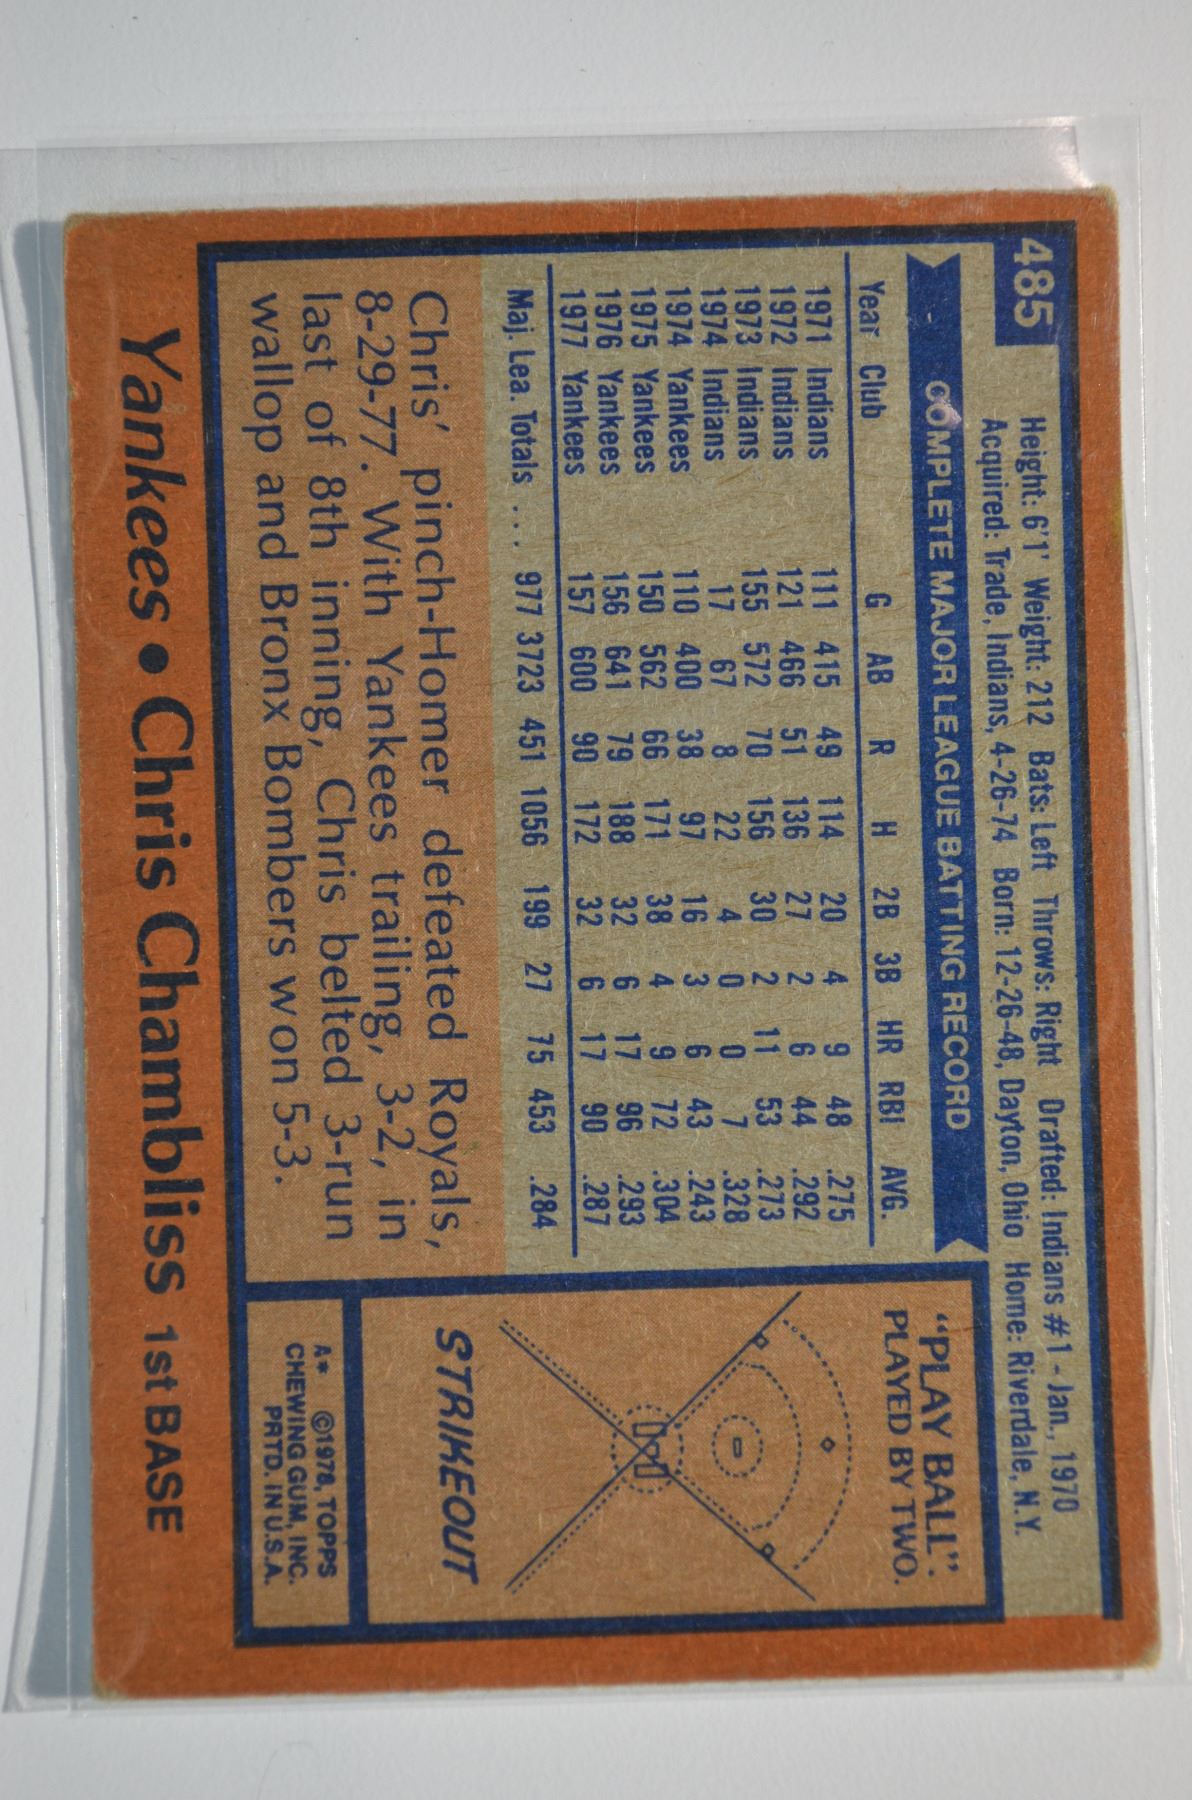 485
Height: 6'1' Weight: 212 Bats: Left Throws: Right Drafted: Indians #1 - Jan., 1970
Acquired: Trade, Indians, 4-26-74 Born: 12-26-48, Dayton, Ohio Home: Riverdale, N.Y.
COMPLETE MAJOR LEAGUE BATTING RECORD
Year Club G AB R H 2B 3B HR RBI AVG.
1971 Indians 111 415 49 114 20 4 9 48 .275
1972 Indians 121 466 51 136 27 2 6 44 .292
1973 Indians 155 572 70 156 30 2 11 53 .273
1974 Indians 17 67 8 22 4 0 0 7 .328
1974 Yankees 110 400 38 97 16 3 6 43 .243
1975 Yankees 150 562 66 171 38 4 9 72 .304
1976 Yankees 156 641 79 188 32 6 17 96 .293
1977 Yankees 157 600 90 172 32 6 17 90 .287
Maj. Lea. Totals . . . 977 3723 451 1056 199 27 75 453 .284
Chris' pinch-Homer defeated Royals,
8-29-77. With Yankees trailing, 3-2, in
last of 8th inning, Chris belted 3-run
wallop and Bronx Bombers won 5-3.
"PLAY BALL".
PLAYED BY TWO.
STRIKEOUT
A* ©1978, TOPPS
CHEWING GUM, INC.
PRTD. IN U.S.A.
Yankees • Chris Chambliss 1st BASE